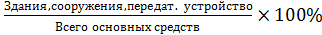 Здания,сооружения,передат. устройство
Всего основных средств
× 100%